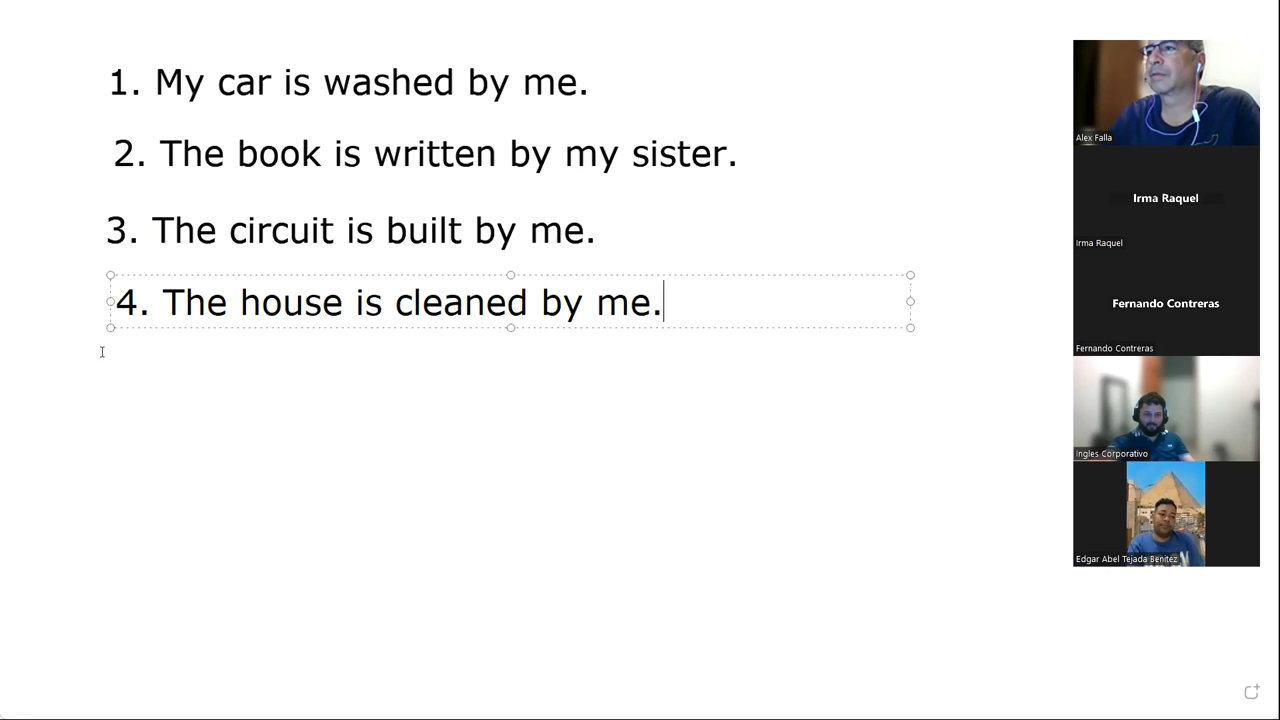 1. My car is washed by me.
2. The book is written by my sister.
3. The circuit is built by me.
4. The house is cleaned by me.
Alex Falla
Irma Raquel
Irma Raquel
Fernando Contreras
Fernando Contreras
Ingles Corporativo
Edgar Abel Tejada Benitez